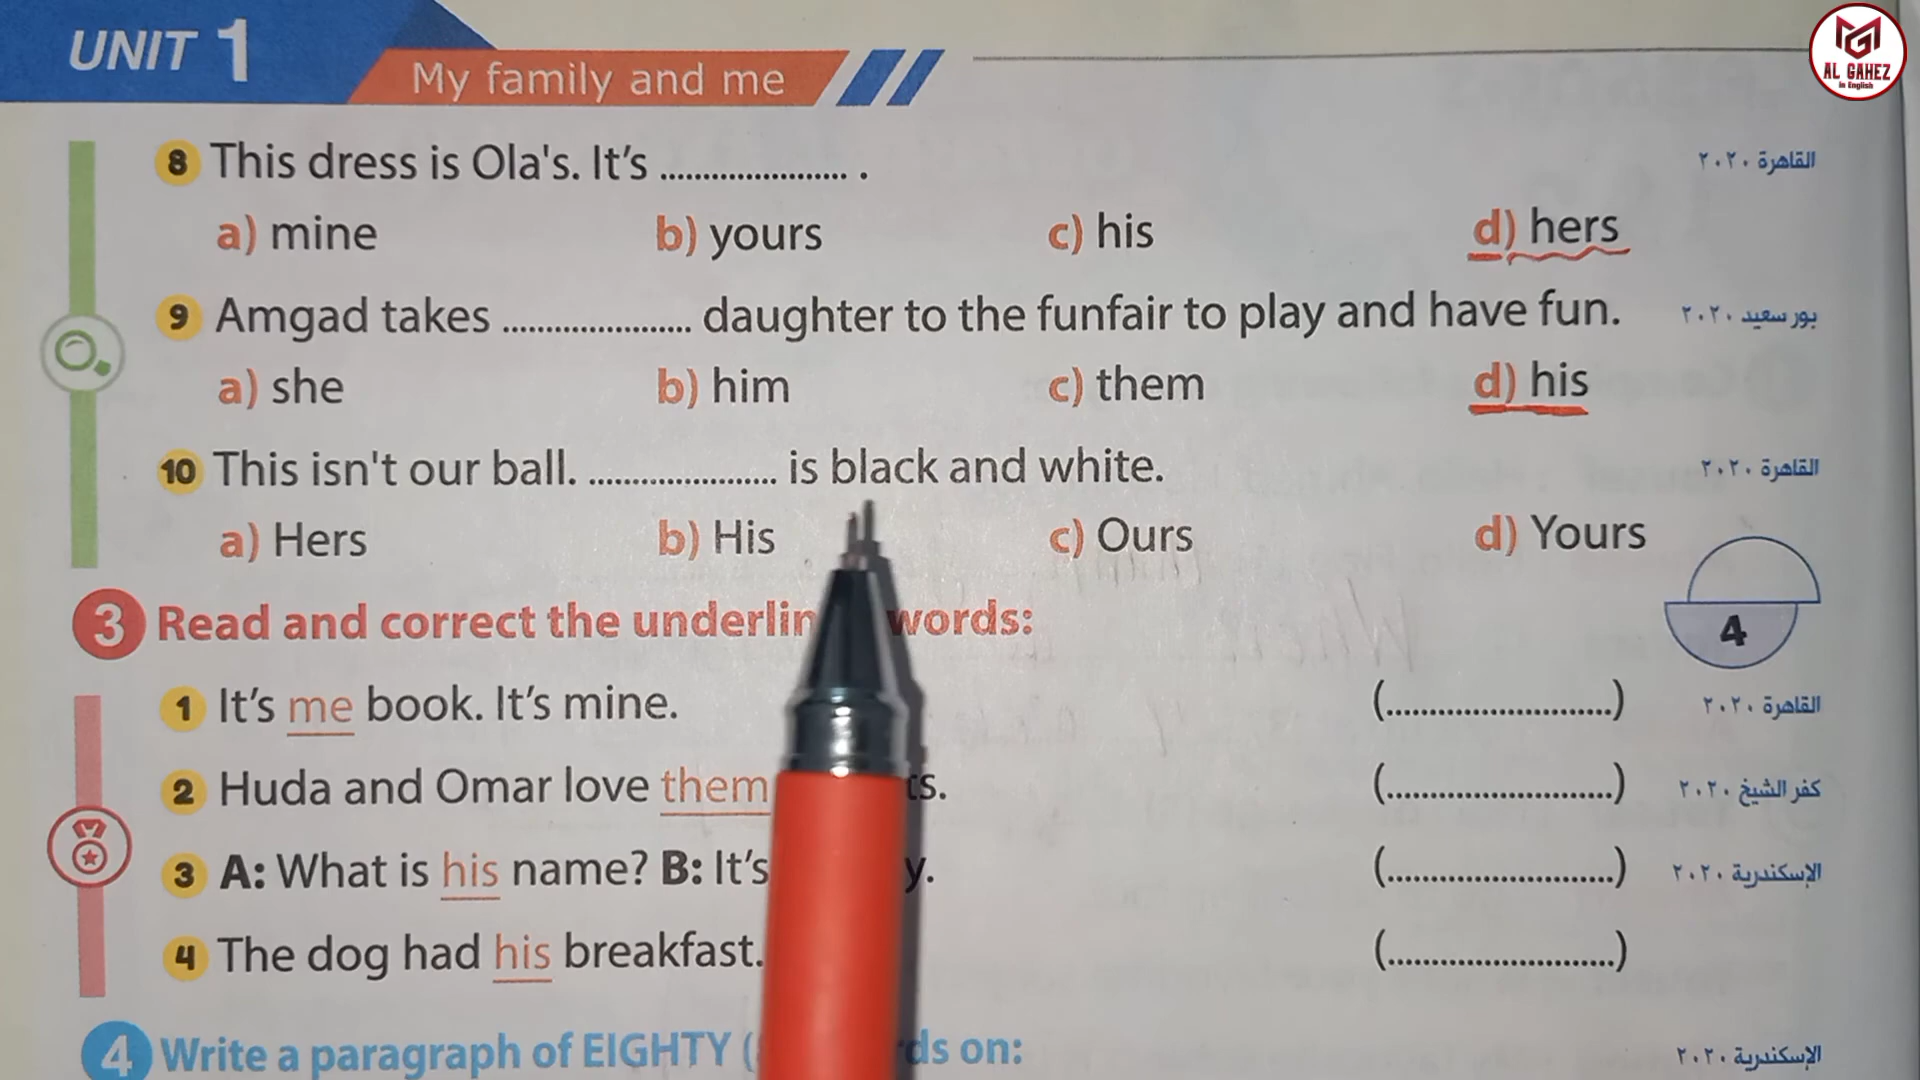 UNIT 1
My family and me
AL GAHEZ
in English
8 This dress is Ola's. It's ...................... . القاهرة ٢٠٢٠
a) mine b) yours c) his d) hers
9 Amgad takes ...................... daughter to the funfair to play and have fun. بور سعيد ٢٠٢٠
a) she b) him c) them d) his
10 This isn't our ball. ...................... is black and white. القاهرة ٢٠٢٠
a) Hers b) His c) Ours d) Yours
3 Read and correct the words:
4
1 It's me book. It's mine. (..........................) القاهرة ٢٠٢٠
2 Huda and Omar love them (..........................) كفر الشيخ ٢٠٢٠
3 A: What is his name? B: It's (..........................) الإسكندرية ٢٠٢٠
4 The dog had his breakfast. (..........................)
4 Write a paragraph of EIGHTY on: الإسكندرية ٢٠٢٠